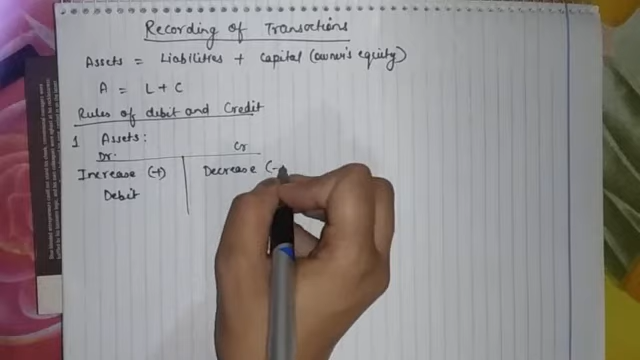 Recording of Transactions
Assets = Liabilities + Capital (owner's equity)
A = L + C
Rules of debit and Credit
1 Assets:
Dr. Cr
Increase (+) Decrease (-
Debit